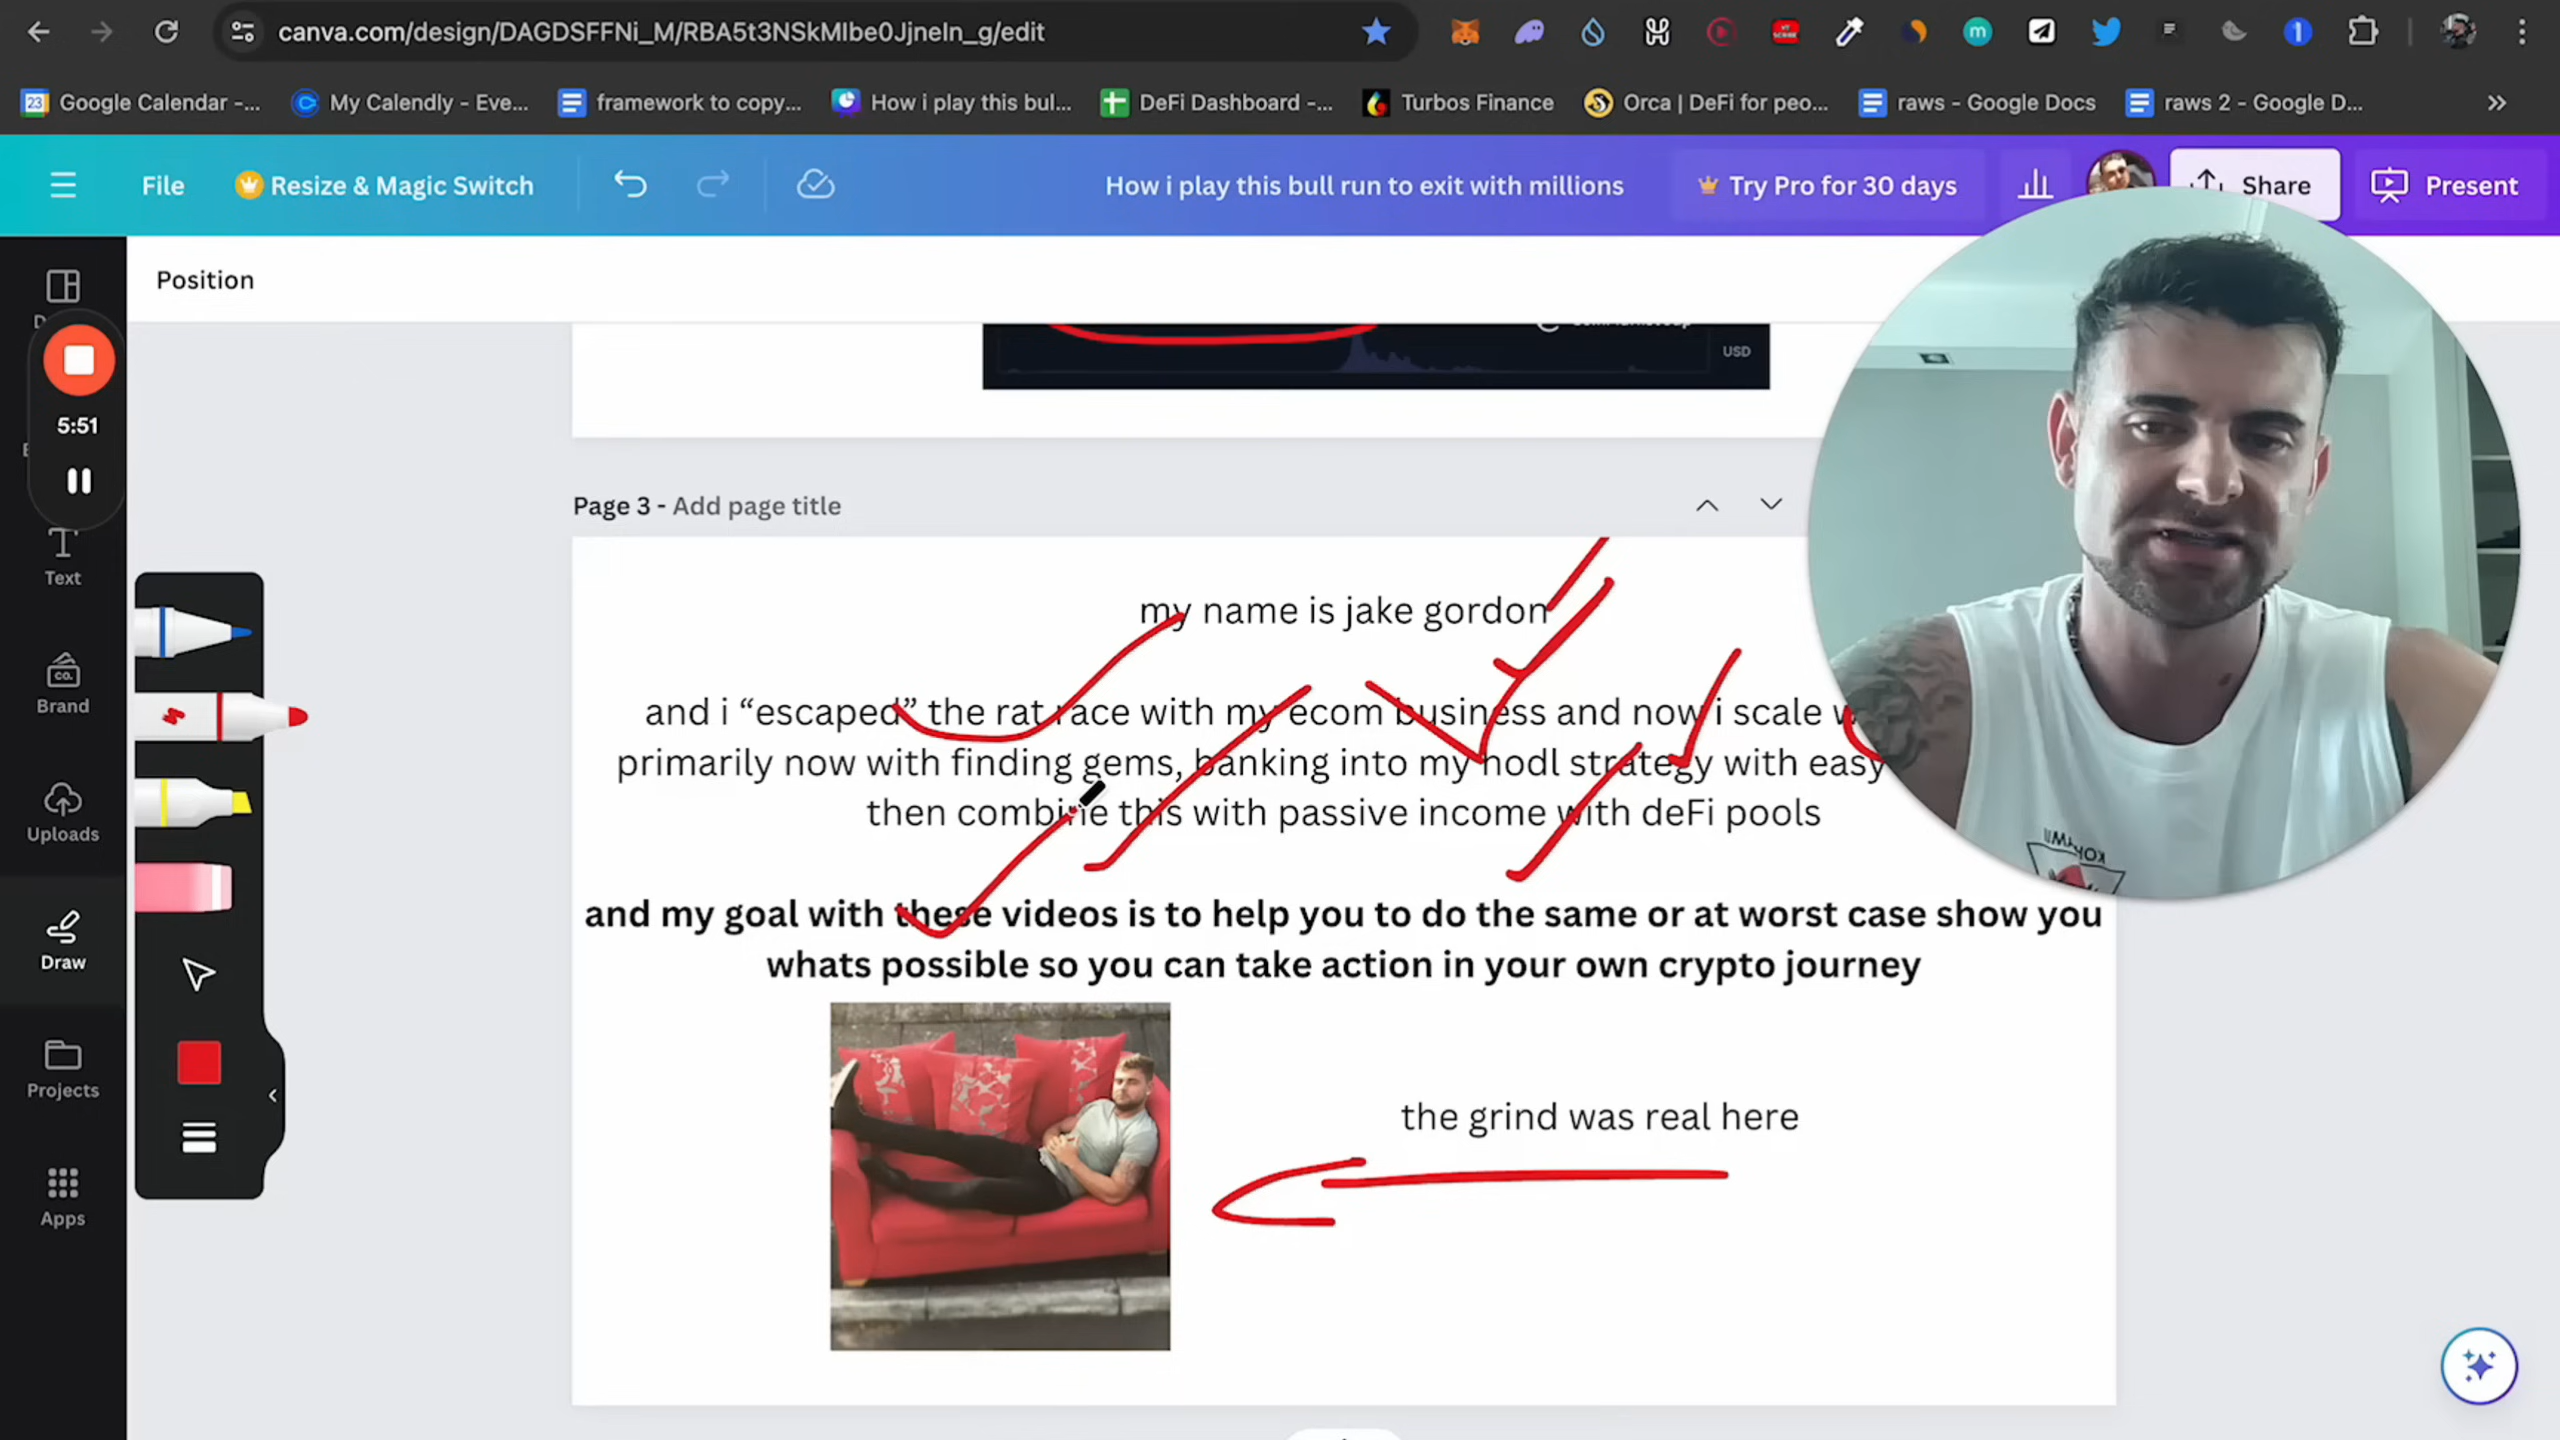 canva.com/design/DAGDSFFNi_M/RBA5t3NSkMIbe0JjneIn_g/edit
Google Calendar -...
My Calendly - Eve...
framework to copy...
How i play this bul...
DeFi Dashboard -...
Turbos Finance
Orca | DeFi for peo...
raws - Google Docs
raws 2 - Google D...
File
Resize & Magic Switch
How i play this bull run to exit with millions
Try Pro for 30 days
Share
Present
Position
USD
5:51
Page 3 - Add page title
Text
Brand
Uploads
Draw
Projects
Apps
my name is jake gordon
and i “escaped” the rat race with my ecom business and now i scale
primarily now with finding gems, banking into my hodl strategy with easy
then combine this with passive income with deFi pools
and my goal with these videos is to help you to do the same or at worst case show you
whats possible so you can take action in your own crypto journey
the grind was real here